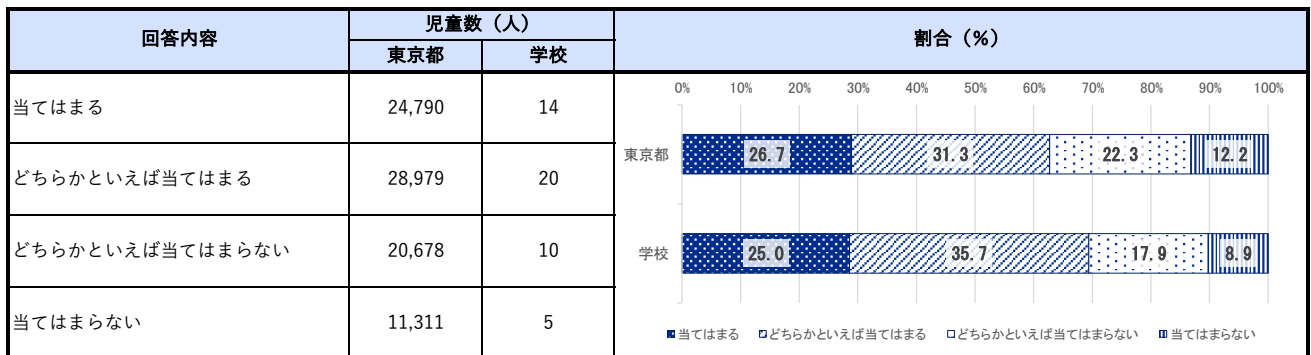 回答内容 児童数（人） 割合（%）
東京都 学校
当てはまる 24,790 14
どちらかといえば当てはまる 28,979 20
どちらかといえば当てはまらない 20,678 10
当てはまらない 11,311 5
0% 10% 20% 30% 40% 50% 60% 70% 80% 90% 100%
東京都 26.7 31.3 22.3 12.2
学校 25.0 35.7 17.9 8.9
当てはまる どちらかといえば当てはまる どちらかといえば当てはまらない 当てはまらない